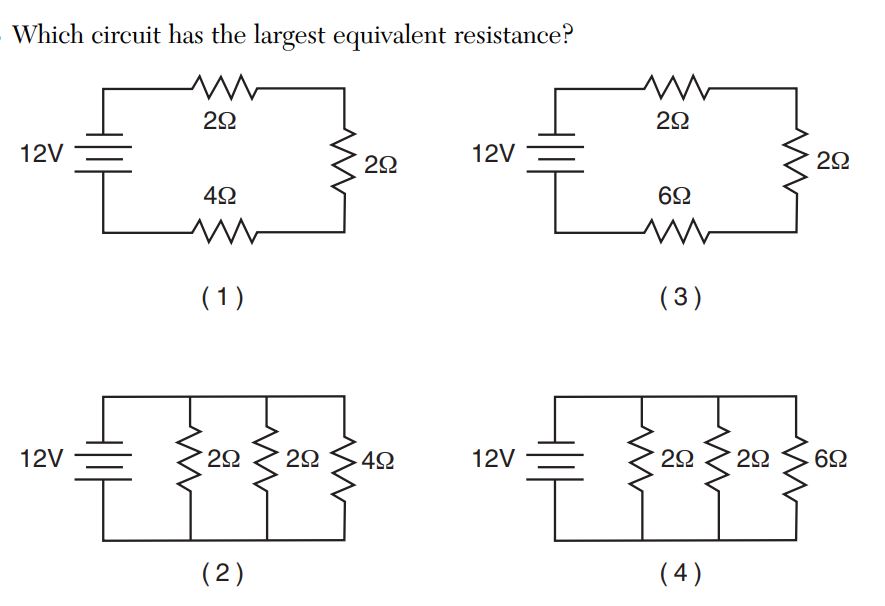 Which circuit has the largest equivalent resistance?
2Ω
12V
2Ω
4Ω
(1)
2Ω
12V
2Ω
6Ω
(3)
12V
2Ω
2Ω
4Ω
(2)
12V
2Ω
2Ω
6Ω
(4)